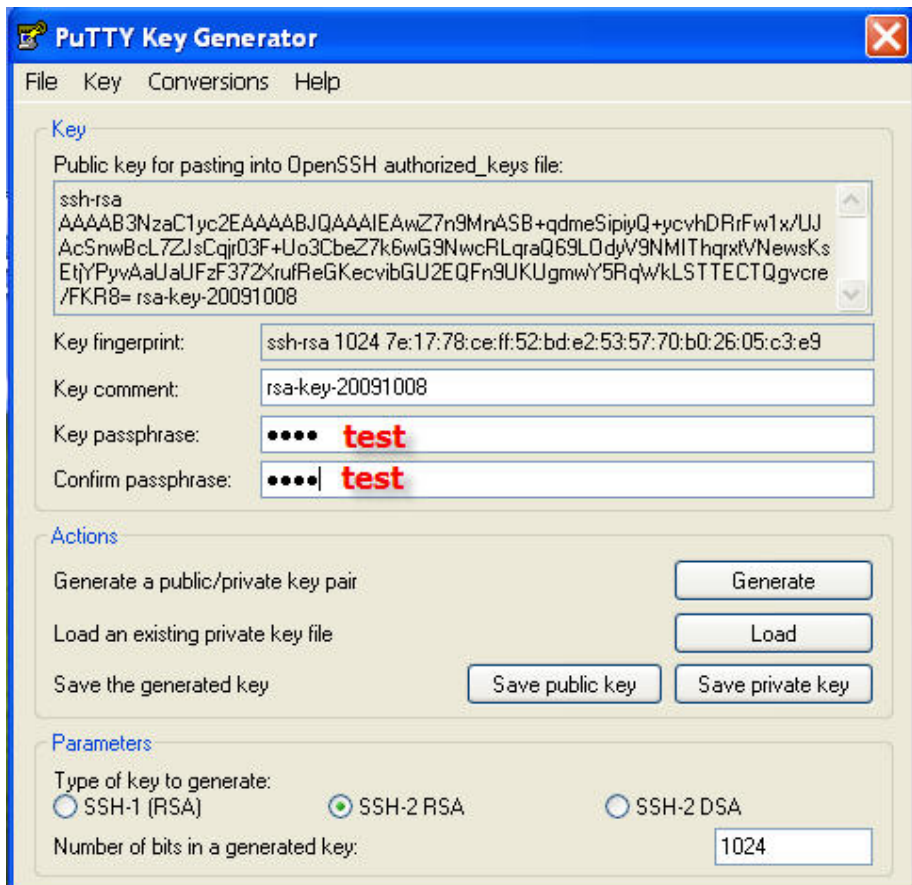 PuTTY Key Generator
File Key Conversions Help
Key
Public key for pasting into OpenSSH authorized_keys file:
ssh-rsa
AAAAB3NzaC1yc2EAAAABJQAAAIEAwZ7n9MnASB+qdmeSipiyQ+ycvhDRrFw1x/UJ
AcSnwBcL7ZJsCqjr03F+Uo3CbeZ7k6wG9NwcRLqraQ69LOdyV9NMIThqrxtVNewsKs
EtjYPyvAaUaUFzF37ZXrufReGKecvibGU2EQFn9UKUgmwY5RqWkLSTTECTQgvcre
/FKR8= rsa-key-20091008
Key fingerprint: ssh-rsa 1024 7e:17:78:ce:ff:52:bd:e2:53:57:70:b0:26:05:c3:e9
Key comment: rsa-key-20091008
Key passphrase: •••• test
Confirm passphrase: •••• test
Actions
Generate a public/private key pair Generate
Load an existing private key file Load
Save the generated key Save public key Save private key
Parameters
Type of key to generate:
SSH-1 (RSA) SSH-2 RSA SSH-2 DSA
Number of bits in a generated key: 1024